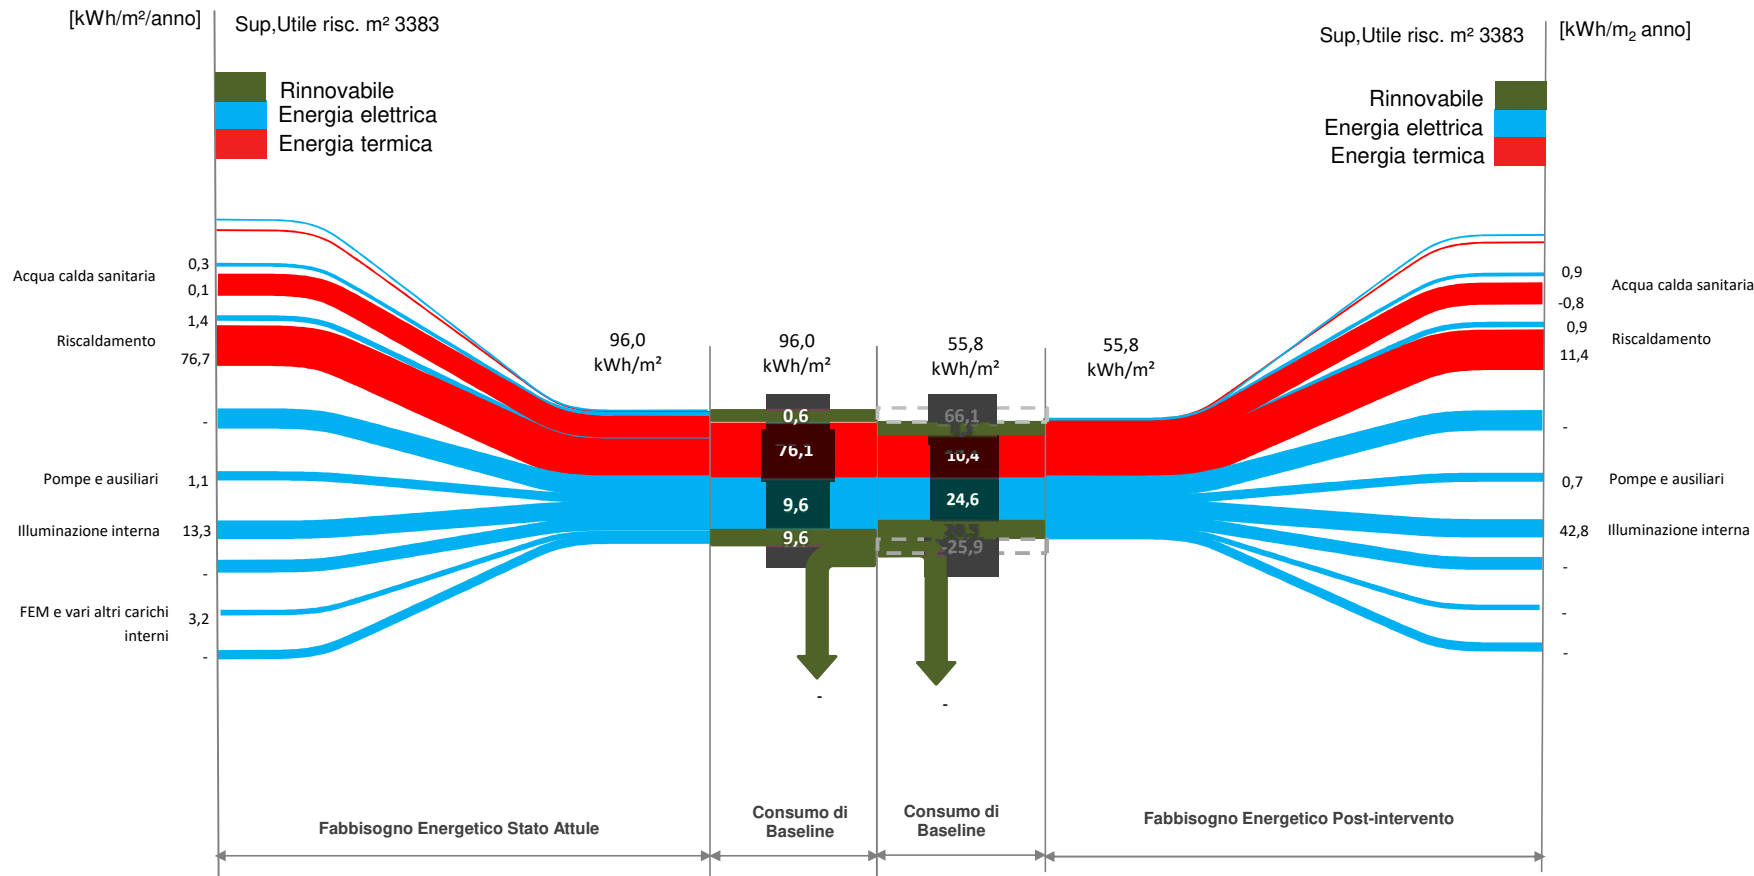 [kWh/m²/anno]
Sup,Utile risc. m² 3383
Sup,Utile risc. m² 3383
[kWh/m₂ anno]
Rinnovabile
Energia elettrica
Energia termica
Rinnovabile
Energia elettrica
Energia termica
Acqua calda sanitaria
0,3
0,1
Riscaldamento
1,4
76,7
-
Pompe e ausiliari
1,1
Illuminazione interna
13,3
-
FEM e vari altri carichi
interni
3,2
-
96,0
kWh/m²
96,0
kWh/m²
55,8
kWh/m²
55,8
kWh/m²
0,6
76,1
9,6
9,6
-
66,1
10,4
24,6
-25,9
-
0,9
Acqua calda sanitaria
-0,8
0,9
Riscaldamento
11,4
-
0,7
Pompe e ausiliari
42,8
Illuminazione interna
-
-
-
Fabbisogno Energetico Stato Attule
Consumo di
Baseline
Consumo di
Baseline
Fabbisogno Energetico Post-intervento